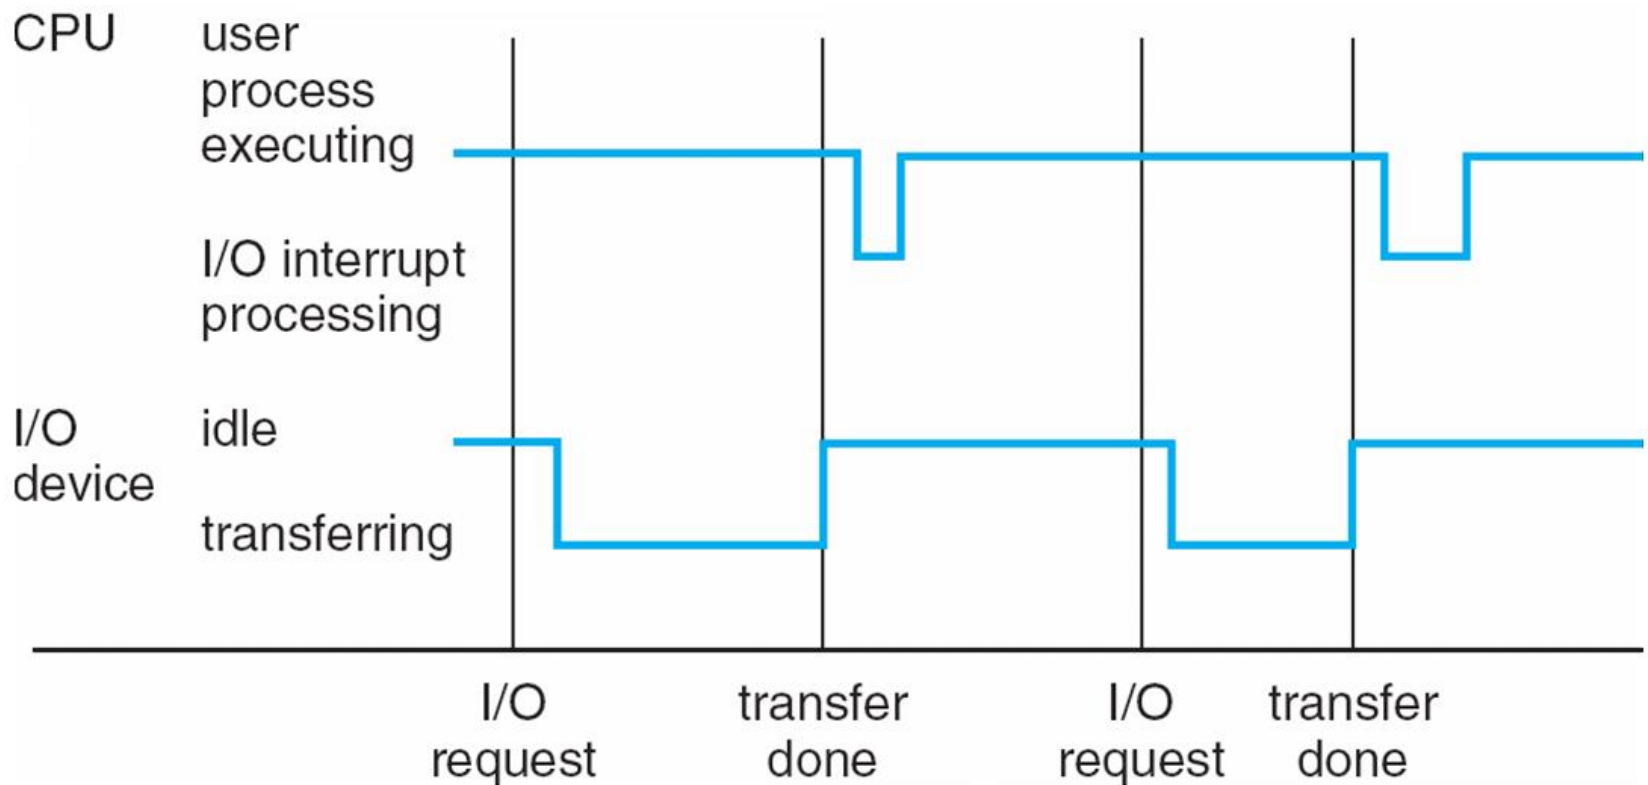 CPU
user
process
executing
I/O interrupt
processing
I/O
device
idle
transferring
I/O
request
transfer
done
I/O
request
transfer
done